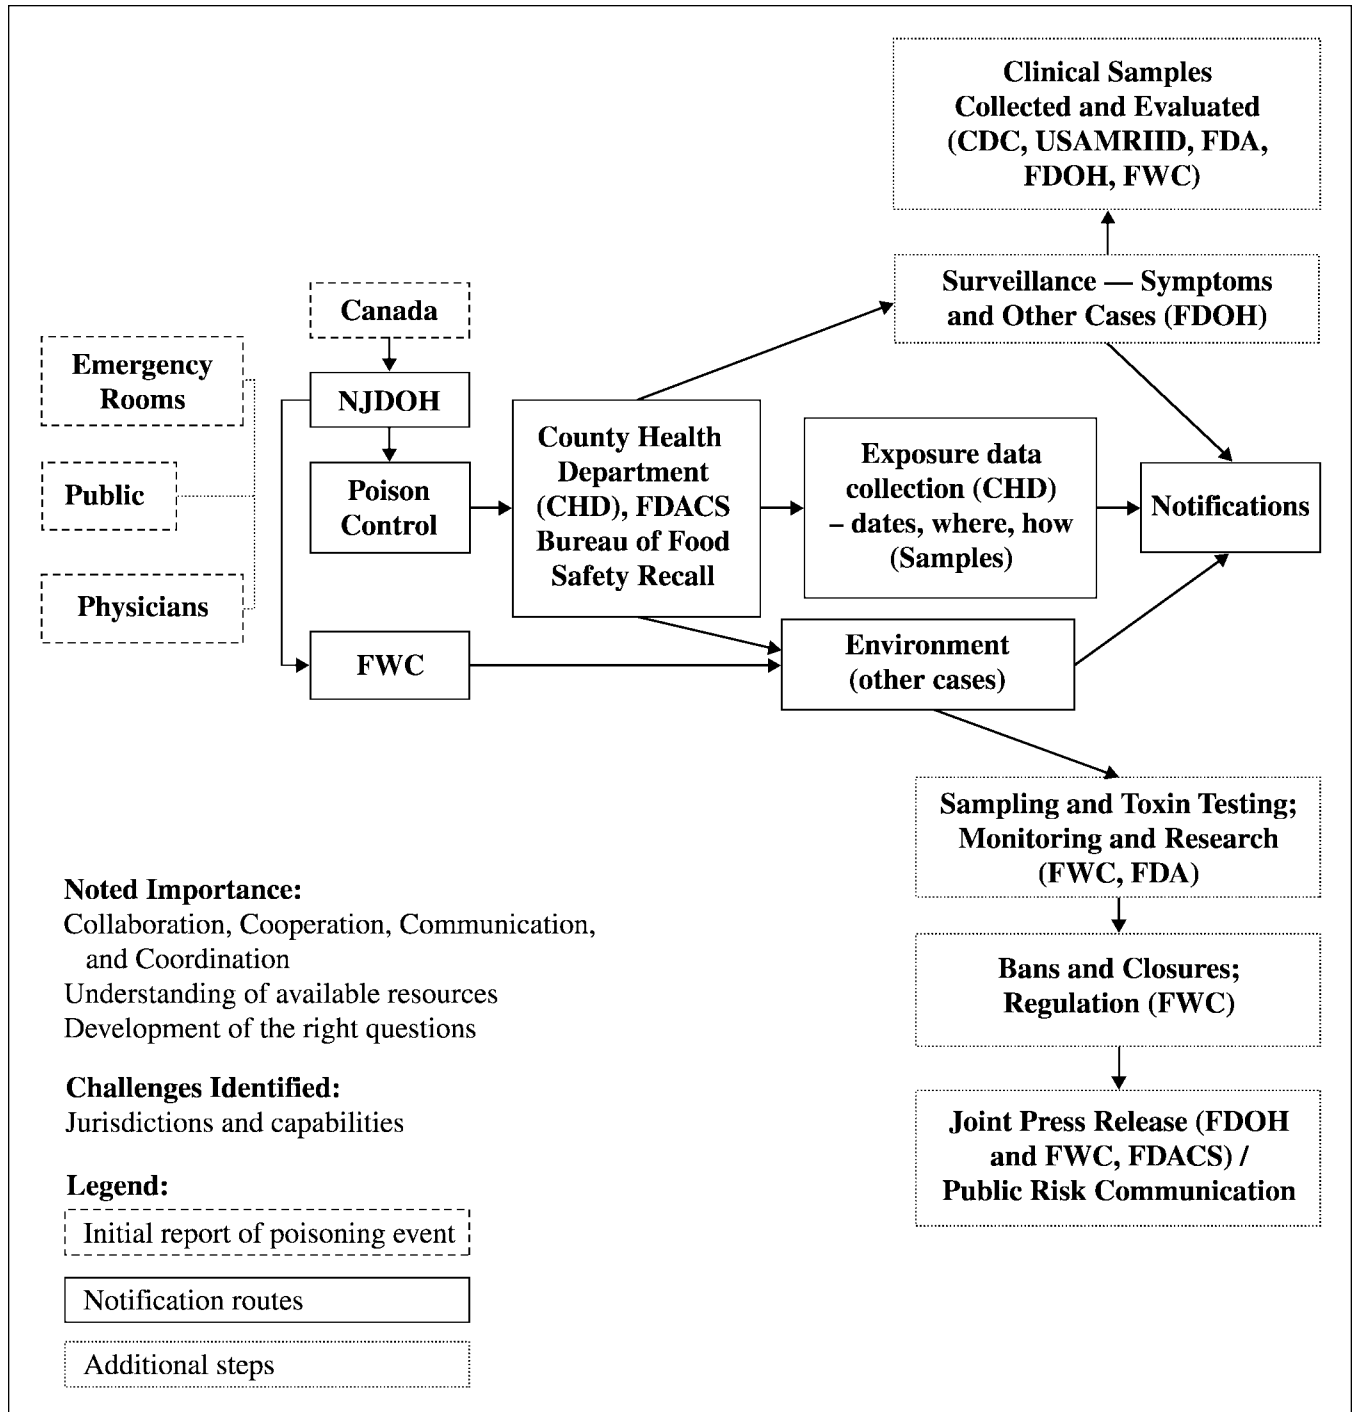 Clinical Samples
Collected and Evaluated
(CDC, USAMRIID, FDA,
FDOH, FWC)
Surveillance — Symptoms
and Other Cases (FDOH)
Canada
Emergency
Rooms
NJDOH
County Health
Department
(CHD), FDACS
Bureau of Food
Safety Recall
Exposure data
collection (CHD)
– dates, where, how
(Samples)
Public
Poison
Control
Notifications
Physicians
FWC
Environment
(other cases)
Sampling and Toxin Testing;
Monitoring and Research
(FWC, FDA)
Bans and Closures;
Regulation (FWC)
Joint Press Release (FDOH
and FWC, FDACS) /
Public Risk Communication
Noted Importance:
Collaboration, Cooperation, Communication,
and Coordination
Understanding of available resources
Development of the right questions
Challenges Identified:
Jurisdictions and capabilities
Legend:
Initial report of poisoning event
Notification routes
Additional steps